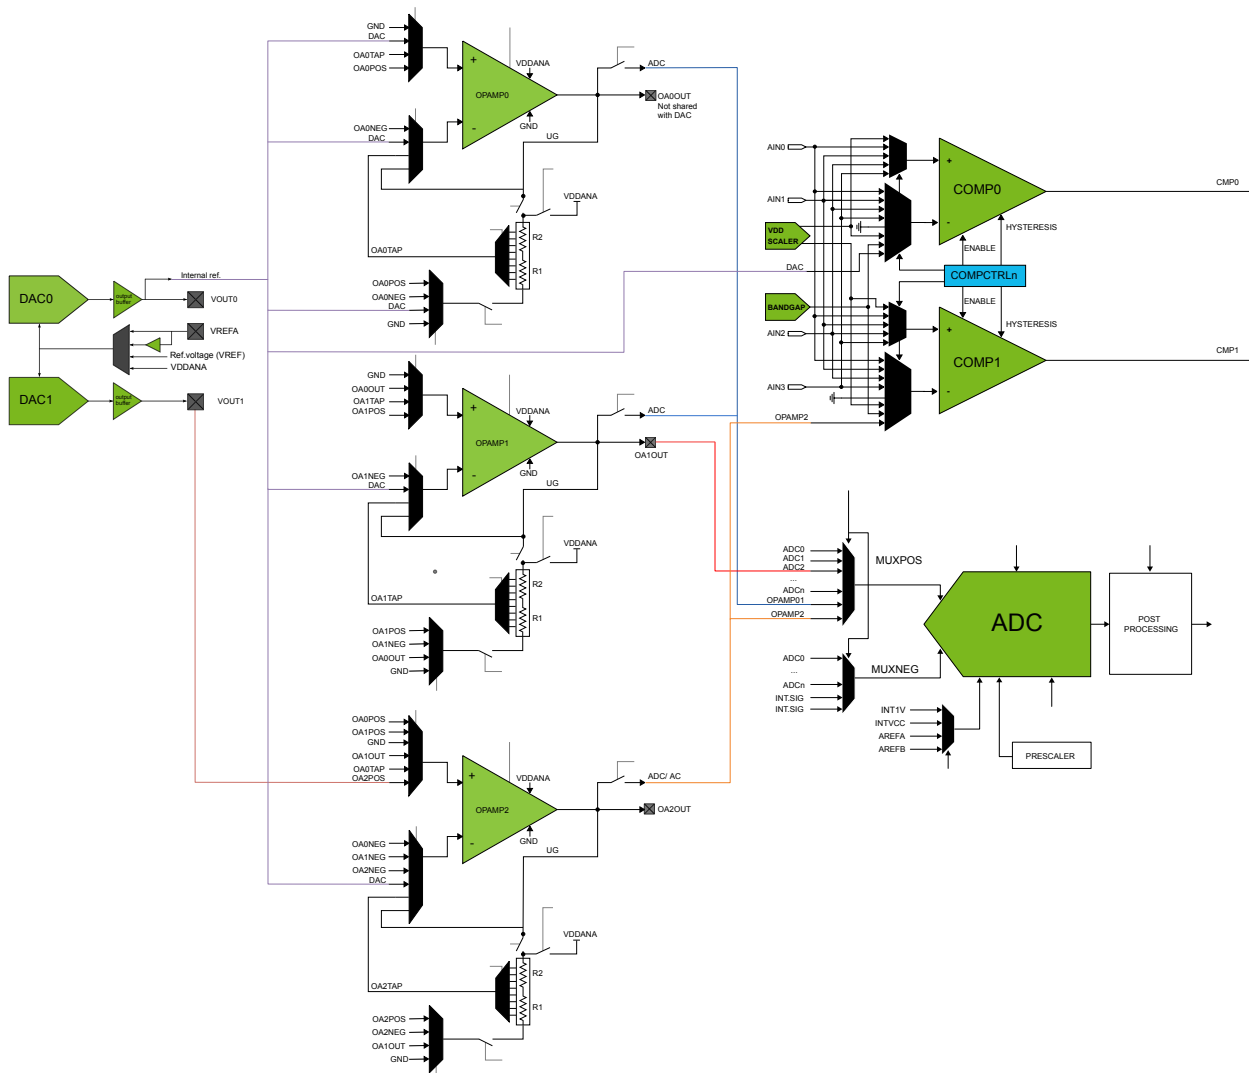 DAC0
output
buffer
Internal ref.
VOUT0
VREFA
Ref.voltage (VREF)
VDDANA
DAC1
output
buffer
VOUT1
GND
DAC
OA0TAP
OA0POS
+
OPAMP0
-
VDDANA
GND
ADC
OA0OUT
Not shared
with DAC
OA0NEG
DAC
UG
VDDANA
R2
R1
OA0TAP
OA0POS
OA0NEG
DAC
GND
GND
OA0OUT
OA1TAP
OA1POS
+
OPAMP1
-
VDDANA
GND
ADC
OA1OUT
OA1NEG
DAC
UG
VDDANA
R2
R1
OA1TAP
OA1POS
OA1NEG
OA0OUT
GND
OA0POS
OA1POS
GND
OA1OUT
OA0TAP
OA2POS
+
OPAMP2
-
VDDANA
GND
ADC/ AC
OA2OUT
OA0NEG
OA1NEG
OA2NEG
DAC
UG
VDDANA
R2
R1
OA2TAP
OA2POS
OA2NEG
OA1OUT
GND
AIN0
AIN1
VDD
SCALER
DAC
BANDGAP
AIN2
AIN3
OPAMP2
+
COMP0
-
CMP0
HYSTERESIS
ENABLE
COMPCTRLn
ENABLE
HYSTERESIS
+
COMP1
-
CMP1
ADC0
ADC1
ADC2
...
ADCn
OPAMP01
OPAMP2
MUXPOS
ADC0
...
ADCn
INT.SIG
INT.SIG
MUXNEG
ADC
POST
PROCESSING
INT1V
INTVCC
AREFA
AREFB
PRESCALER